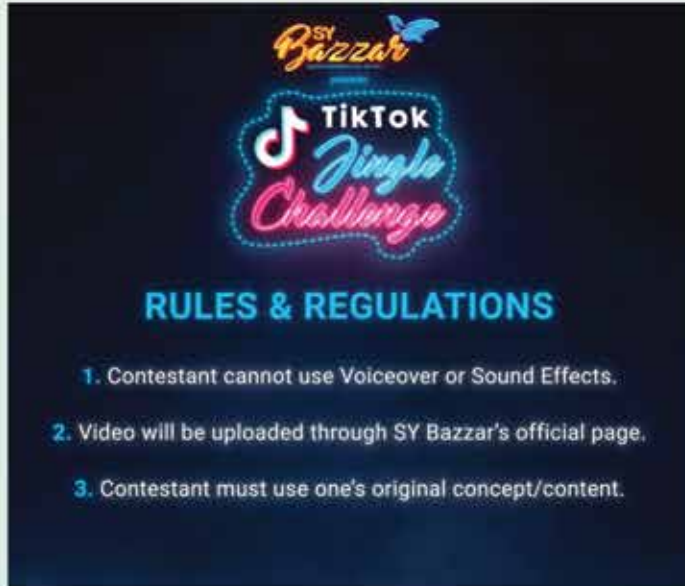 SY
Bazzar
TikTok
Jingle
Challenge
RULES & REGULATIONS
1. Contestant cannot use Voiceover or Sound Effects.
2. Video will be uploaded through SY Bazzar's official page.
3. Contestant must use one's original concept/content.